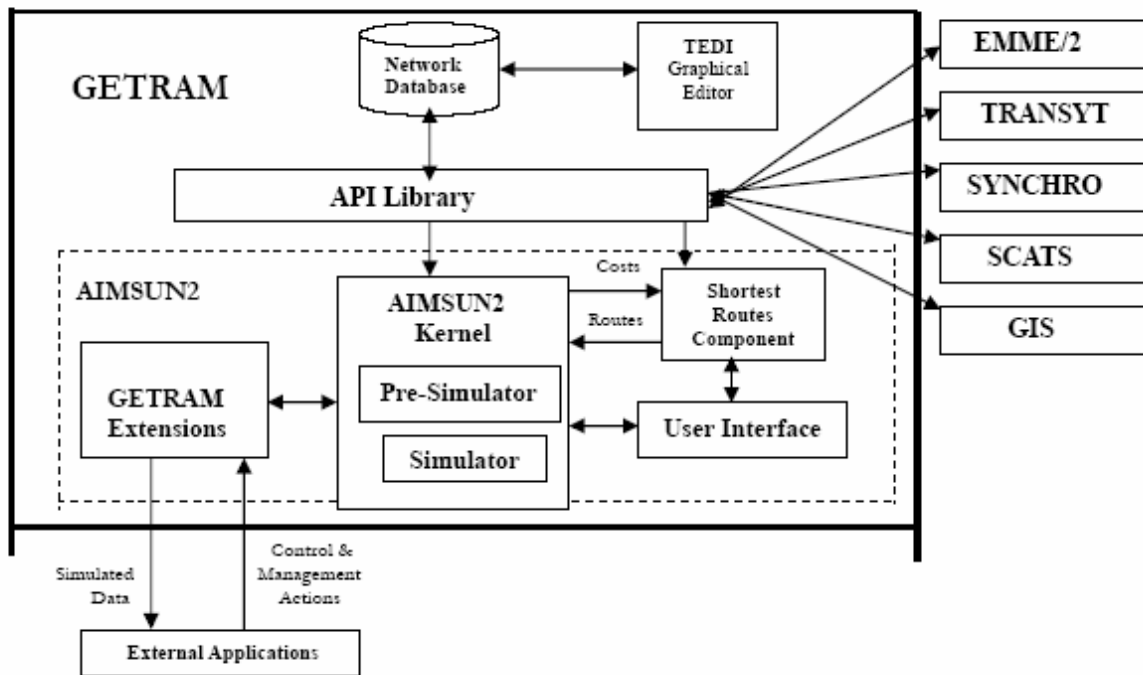 GETRAM
Network
Database
TEDI
Graphical
Editor
API Library
EMME/2
TRANSYT
SYNCHRO
SCATS
GIS
AIMSUN2
AIMSUN2
Kernel
Pre-Simulator
Simulator
Costs
Routes
Shortest
Routes
Component
User Interface
GETRAM
Extensions
Simulated
Data
Control &
Management
Actions
External Applications